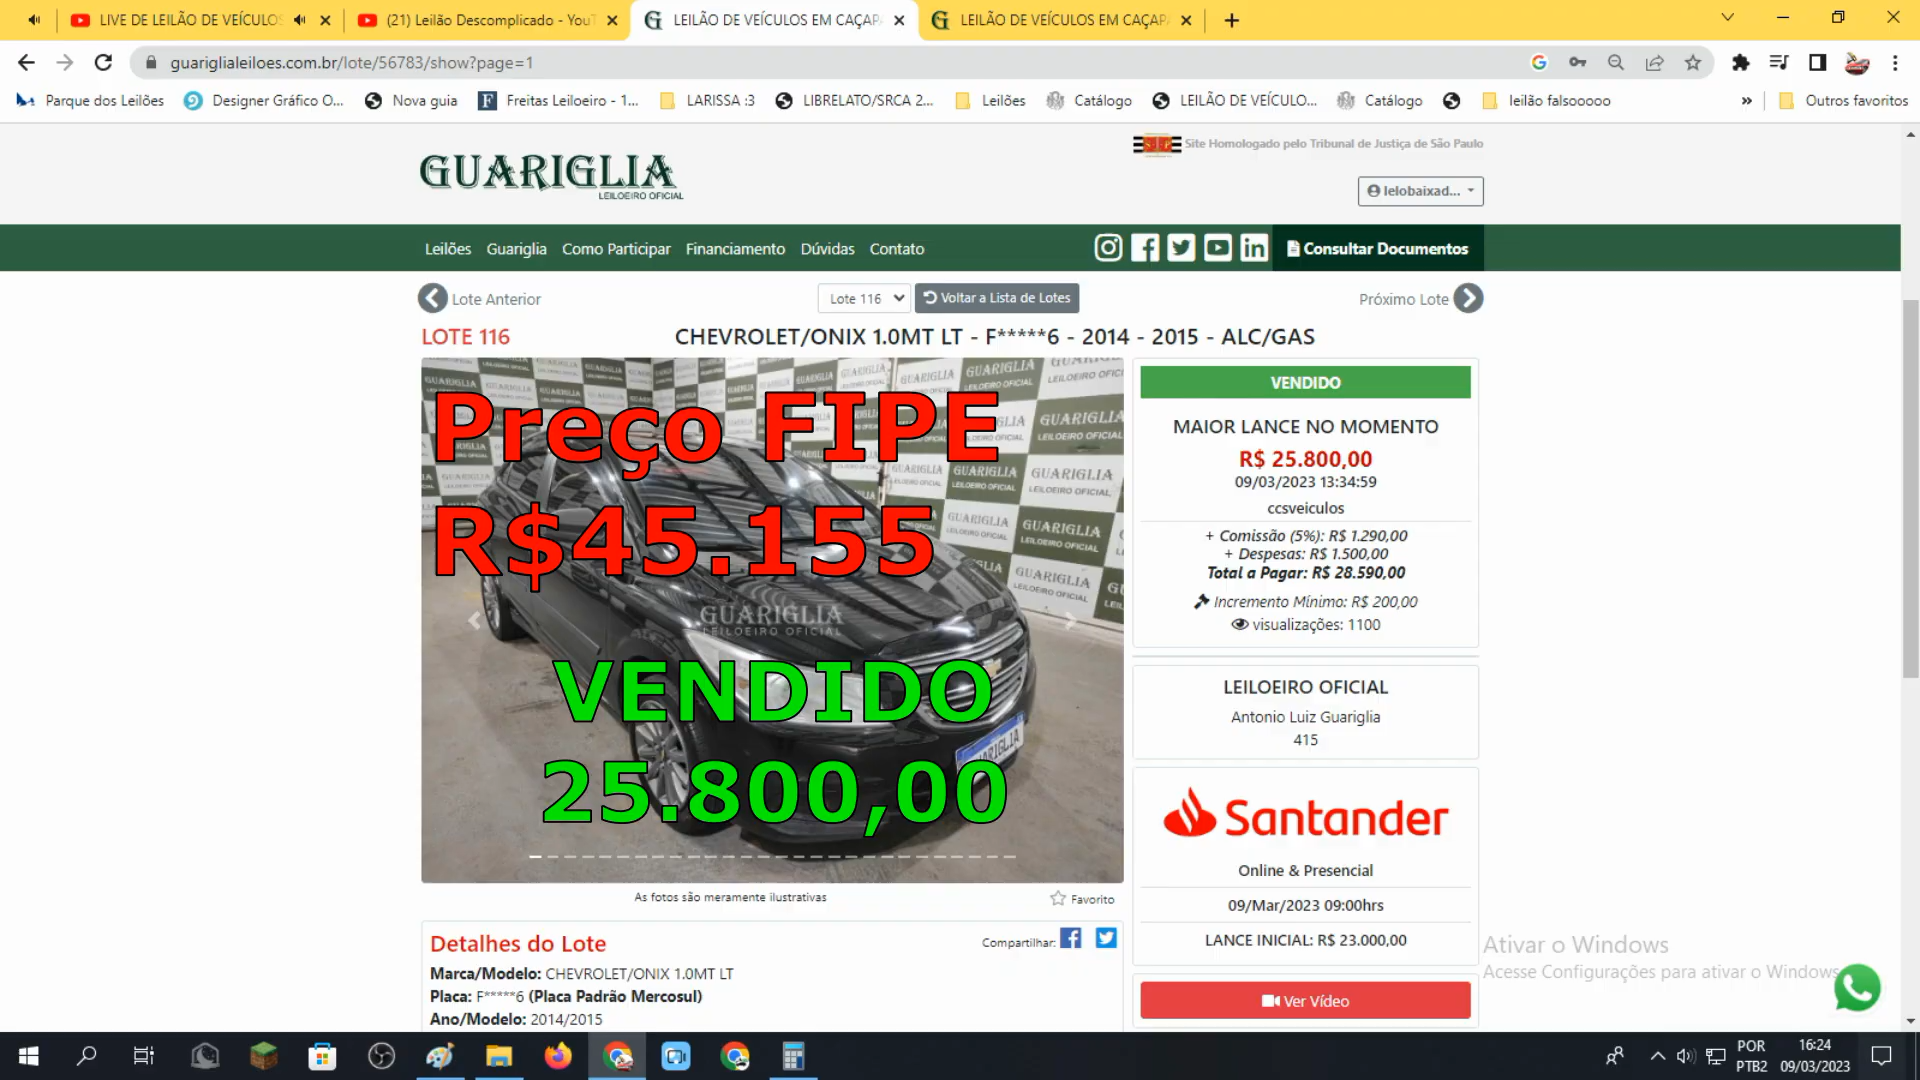 LIVE DE LEILÃO DE VEÍCULOS
(21) Leilão Descomplicado - YouT
LEILÃO DE VEÍCULOS EM CAÇAPA
LEILÃO DE VEÍCULOS EM CAÇAP
guariglialeiloes.com.br/lote/56783/show?page=1
Parque dos Leilões
Designer Gráfico O...
Nova guia
Freitas Leiloeiro - 1...
LARISSA :3
LIBRELATO/SRCA 2...
Leilões
Catálogo
LEILÃO DE VEÍCULO...
Catálogo
leilão falsooooo
»
Outros favoritos
Site Homologado pelo Tribunal de Justiça de São Paulo
GUARIGLIA
LEILOEIRO OFICIAL
lelobaixad...
Leilões
Guariglia
Como Participar
Financiamento
Dúvidas
Contato
Consultar Documentos
Lote Anterior
Lote 116
Voltar a Lista de Lotes
Próximo Lote
LOTE 116
CHEVROLET/ONIX 1.0MT LT - F*****6 - 2014 - 2015 - ALC/GAS
Preço FIPE
R$45.155
GUARIGLIA
LEILOEIRO OFICIAL
VENDIDO
25.800,00
GUARIGLIA
As fotos são meramente ilustrativas
Favorito
VENDIDO
MAIOR LANCE NO MOMENTO
R$ 25.800,00
09/03/2023 13:34:59
ccsveiculos
+ Comissão (5%): R$ 1.290,00
+ Despesas: R$ 1.500,00
Total a Pagar: R$ 28.590,00
Incremento Mínimo: R$ 200,00
visualizações: 1100
LEILOEIRO OFICIAL
Antonio Luiz Guariglia
415
Santander
Online & Presencial
09/Mar/2023 09:00hrs
LANCE INICIAL: R$ 23.000,00
Ver Vídeo
Detalhes do Lote
Compartilhar:
Marca/Modelo: CHEVROLET/ONIX 1.0MT LT
Placa: F*****6 (Placa Padrão Mercosul)
Ano/Modelo: 2014/2015
Ativar o Windows
Acesse Configurações para ativar o Windows.
POR
PTB2
16:24
09/03/2023